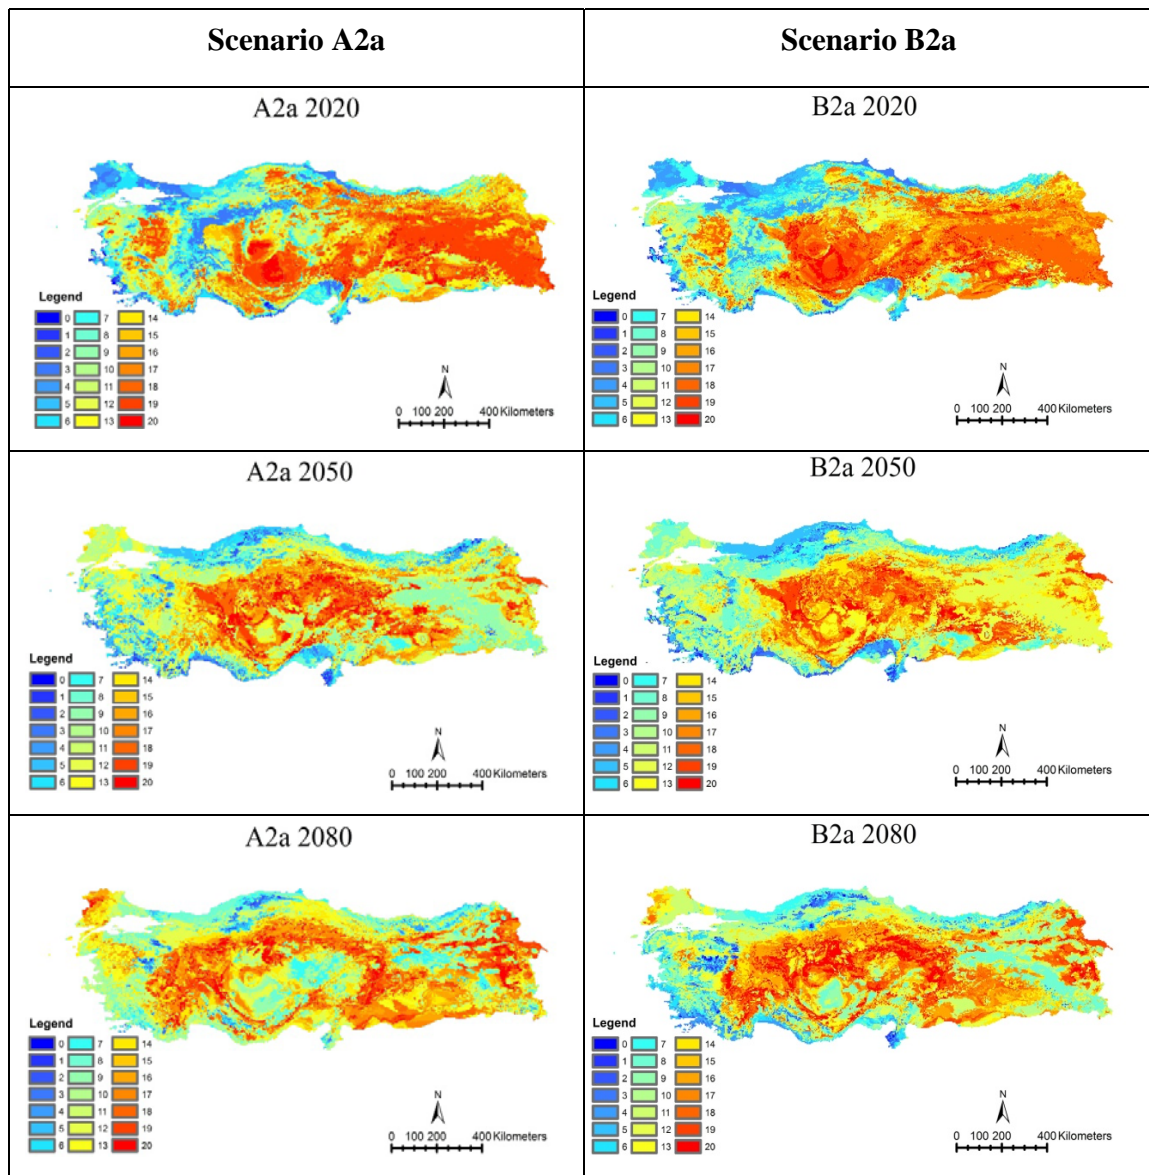 Scenario A2a
Scenario B2a
A2a 2020
Legend
0 7 14
1 8 15
2 9 16
3 10 17
4 11 18
5 12 19
6 13 20
N
0 100 200 400 Kilometers
B2a 2020
Legend
0 7 14
1 8 15
2 9 16
3 10 17
4 11 18
5 12 19
6 13 20
N
0 100 200 400 Kilometers
A2a 2050
Legend
0 7 14
1 8 15
2 9 16
3 10 17
4 11 18
5 12 19
6 13 20
N
0 100 200 400 Kilometers
B2a 2050
Legend
0 7 14
1 8 15
2 9 16
3 10 17
4 11 18
5 12 19
6 13 20
N
0 100 200 400 Kilometers
A2a 2080
Legend
0 7 14
1 8 15
2 9 16
3 10 17
4 11 18
5 12 19
6 13 20
N
0 100 200 400 Kilometers
B2a 2080
Legend
0 7 14
1 8 15
2 9 16
3 10 17
4 11 18
5 12 19
6 13 20
N
0 100 200 400 Kilometers